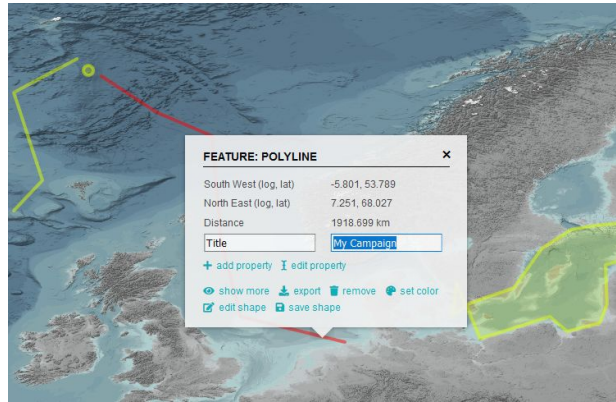 FEATURE: POLYLINE ×
South West (log, lat) -5.801, 53.789
North East (log, lat) 7.251, 68.027
Distance 1918.699 km
Title My Campaign
add property edit property
show more export remove set color
edit shape save shape